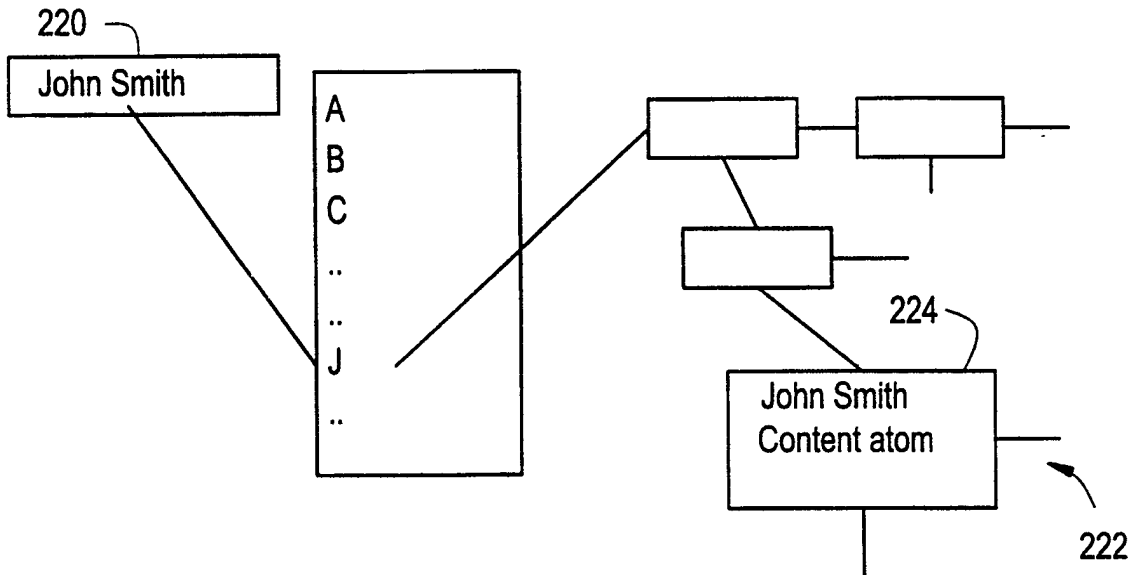 220
John Smith
A
B
C
..
..
J
..
224
John Smith
Content atom
222